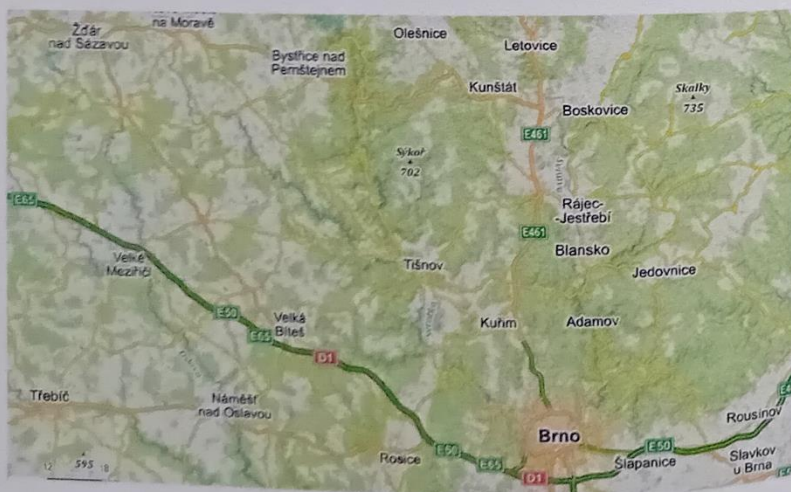 na Moravě
Žďár
nad Sázavou
Bystřice nad
Pernštejnem
Olešnice
Letovice
Kunštát
Skalky
735
Boskovice
E461
Sýkoř
702
E65
Rájec-
-Jestřebí
E461
Blansko
Velké
Meziříčí
Tišnov
Jedovnice
E50
Velká
Bíteš
E65
Kuřim
Adamov
D1
Třebíč
Náměšť
nad Oslavou
Brno
Rousínov
Rosice
E50
E65
E50
Šlapanice
Slavkov
u Brna
D1
12
595
18